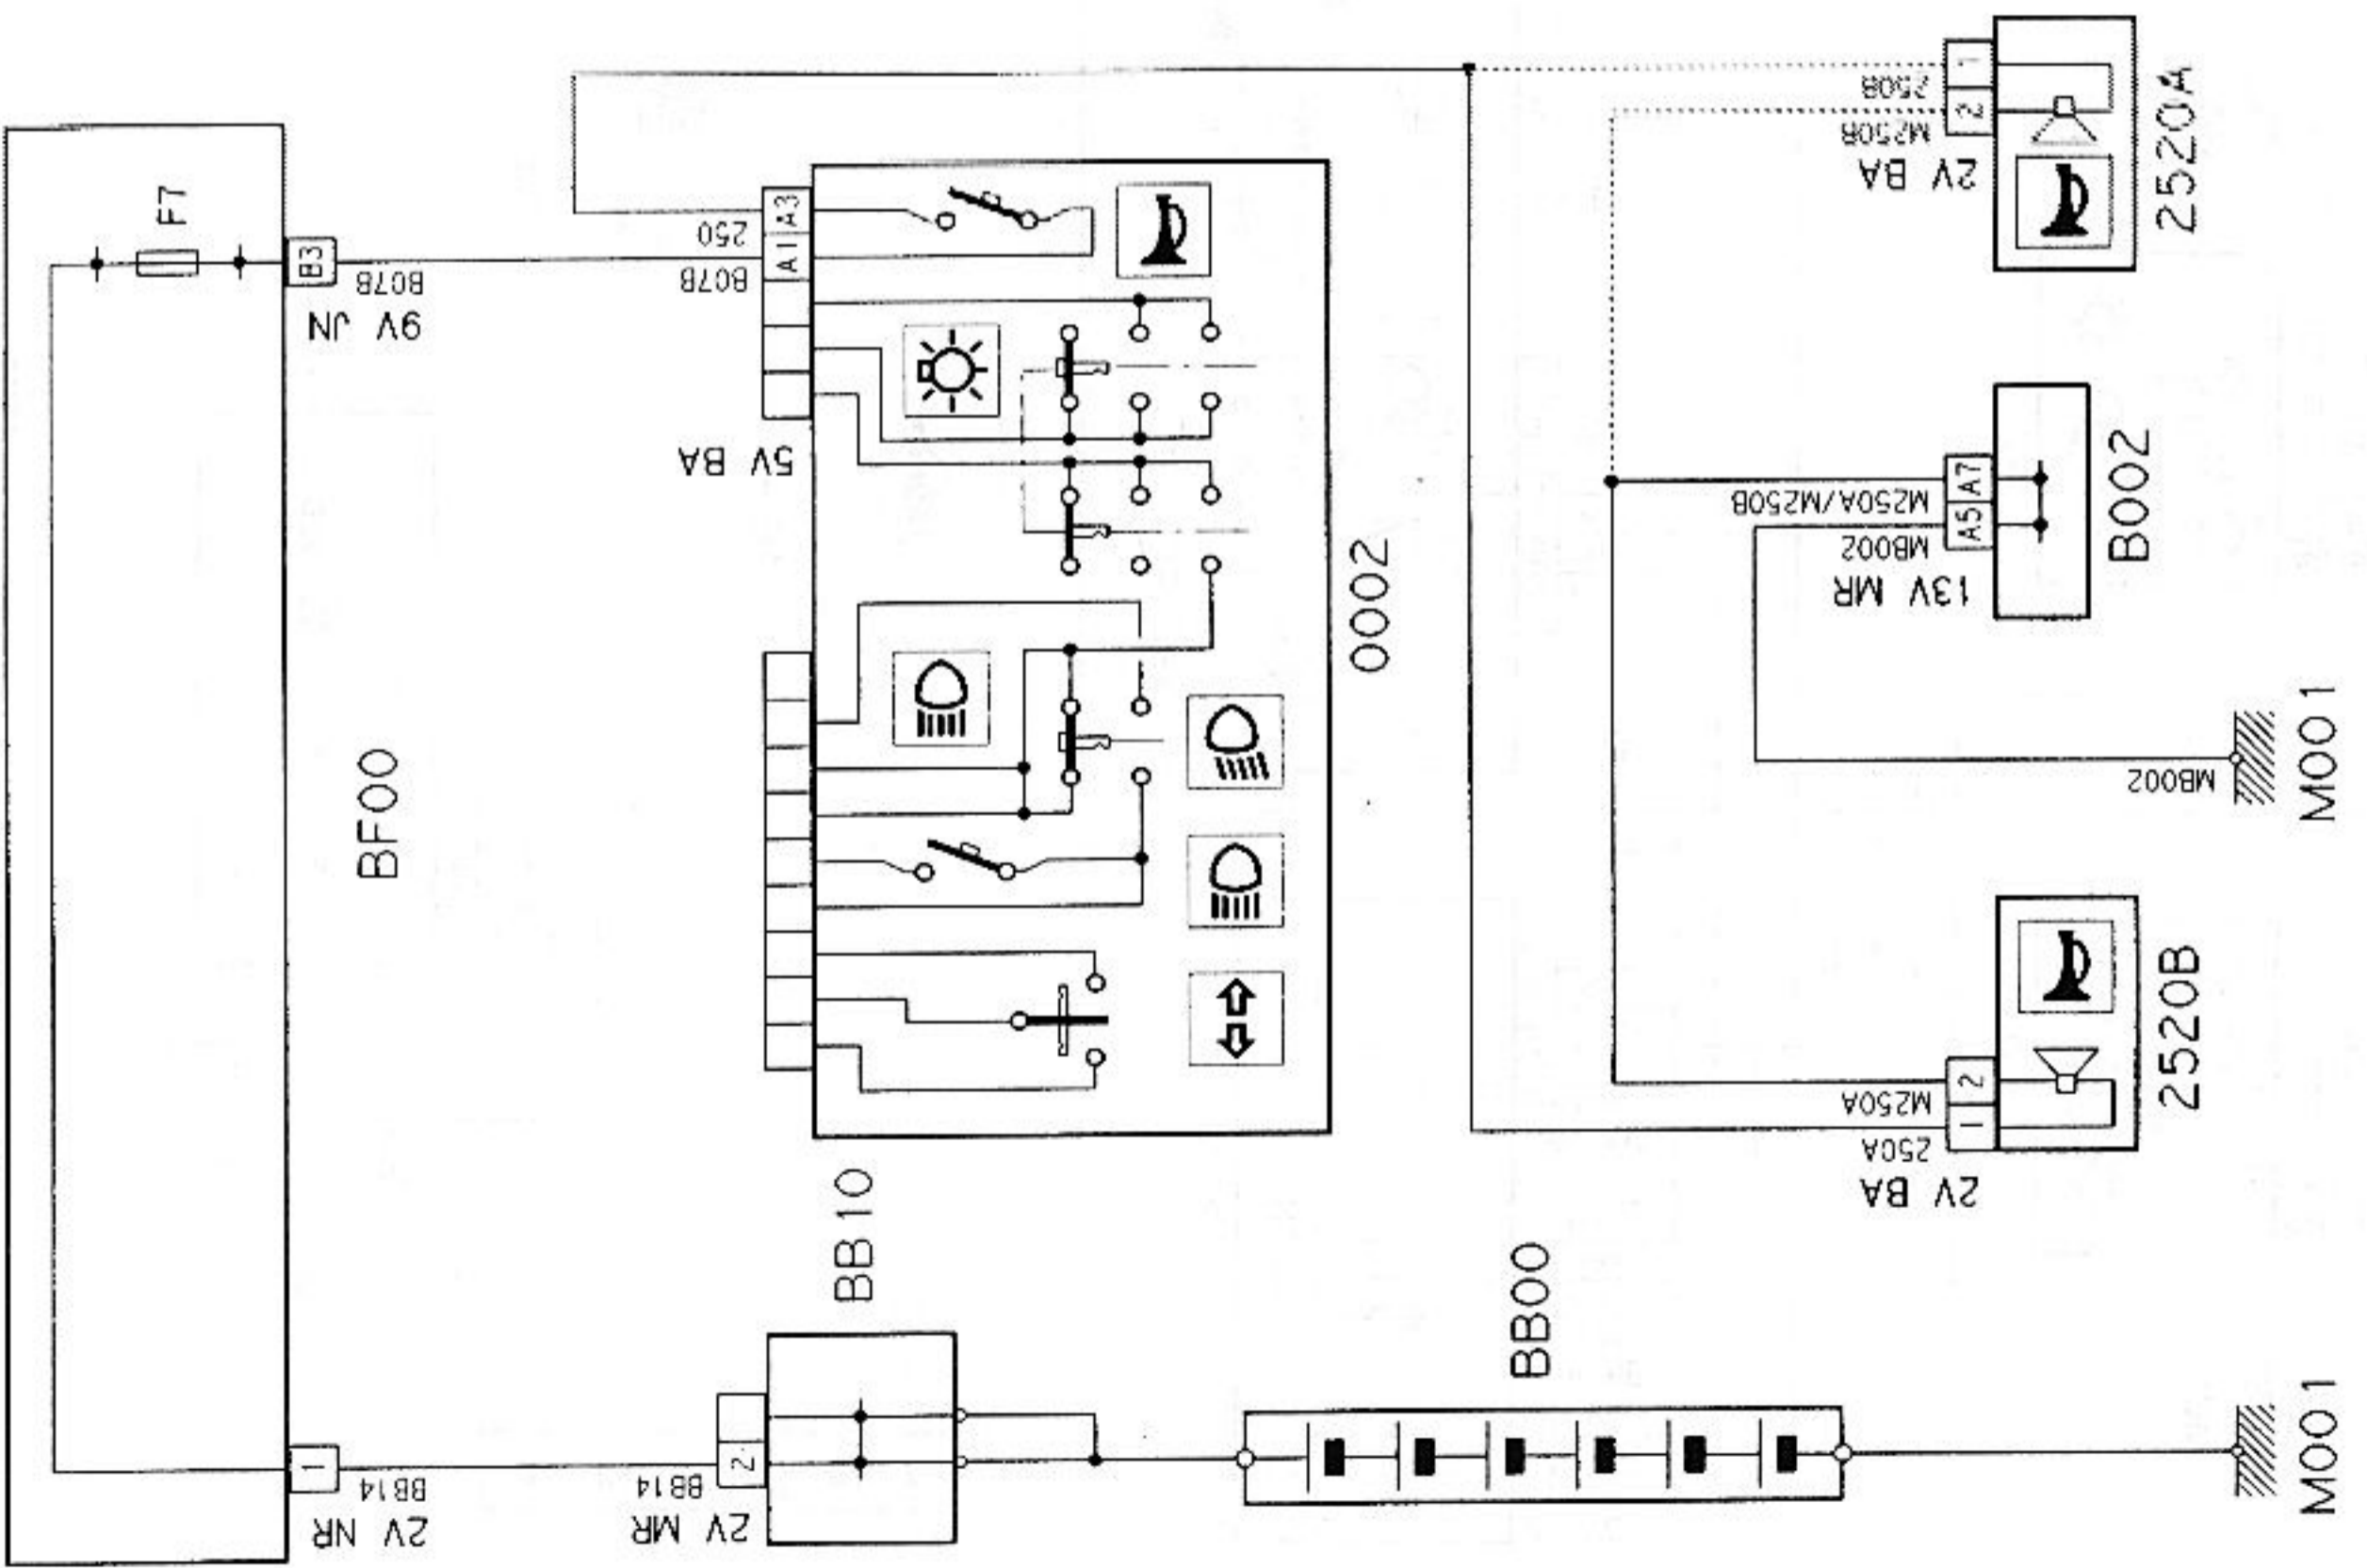 F7
B3
B07B
9V JN
BF00
1
BB14
2V NR
250
A3
B07B
A1
5V BA
0002
BB14
2
2V MR
BB10
BB00
M001
250B
1
M250B
2
2V BA
2520A
M250A/M250B
A7
MB002
A5
13V MR
B002
MB002
M001
M250A
2
250A
1
2V BA
2520B